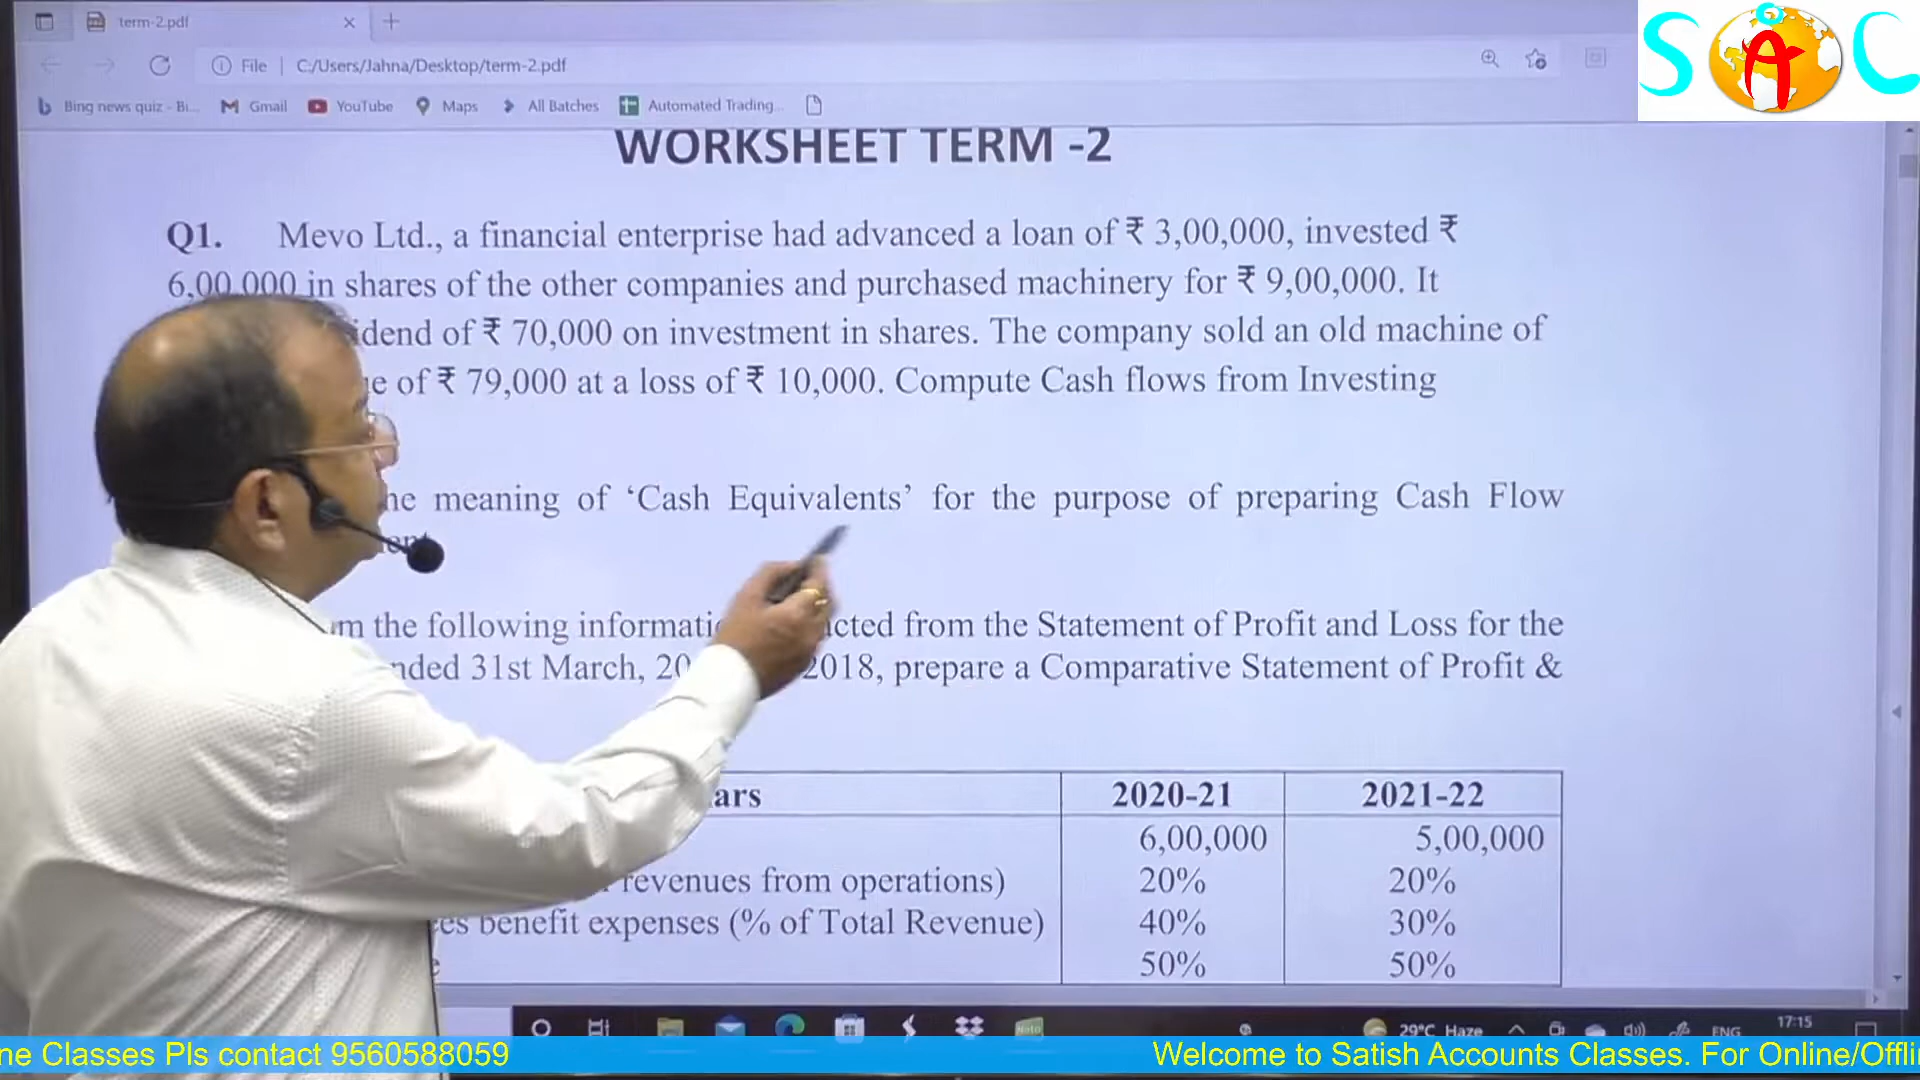 term-2.pdf
File | C:/Users/Jahna/Desktop/term-2.pdf
Bing news quiz - Bi...
Gmail
YouTube
Maps
All Batches
Automated Trading...
SAC
WORKSHEET TERM -2
Q1. Mevo Ltd., a financial enterprise had advanced a loan of ₹ 3,00,000, invested ₹
6,00,000 in shares of the other companies and purchased machinery for ₹ 9,00,000. It
idend of ₹ 70,000 on investment in shares. The company sold an old machine of
e of ₹ 79,000 at a loss of ₹ 10,000. Compute Cash flows from Investing
he meaning of ‘Cash Equivalents’ for the purpose of preparing Cash Flow
m the following informati acted from the Statement of Profit and Loss for the
nded 31st March, 20 2018, prepare a Comparative Statement of Profit &
ars 2020-21 2021-22
6,00,000 5,00,000
revenues from operations) 20% 20%
es benefit expenses (% of Total Revenue) 40% 30%
e 50% 50%
29°C Haze
ENG
17:15
ne Classes Pls contact 9560588059
Welcome to Satish Accounts Classes. For Online/Offli